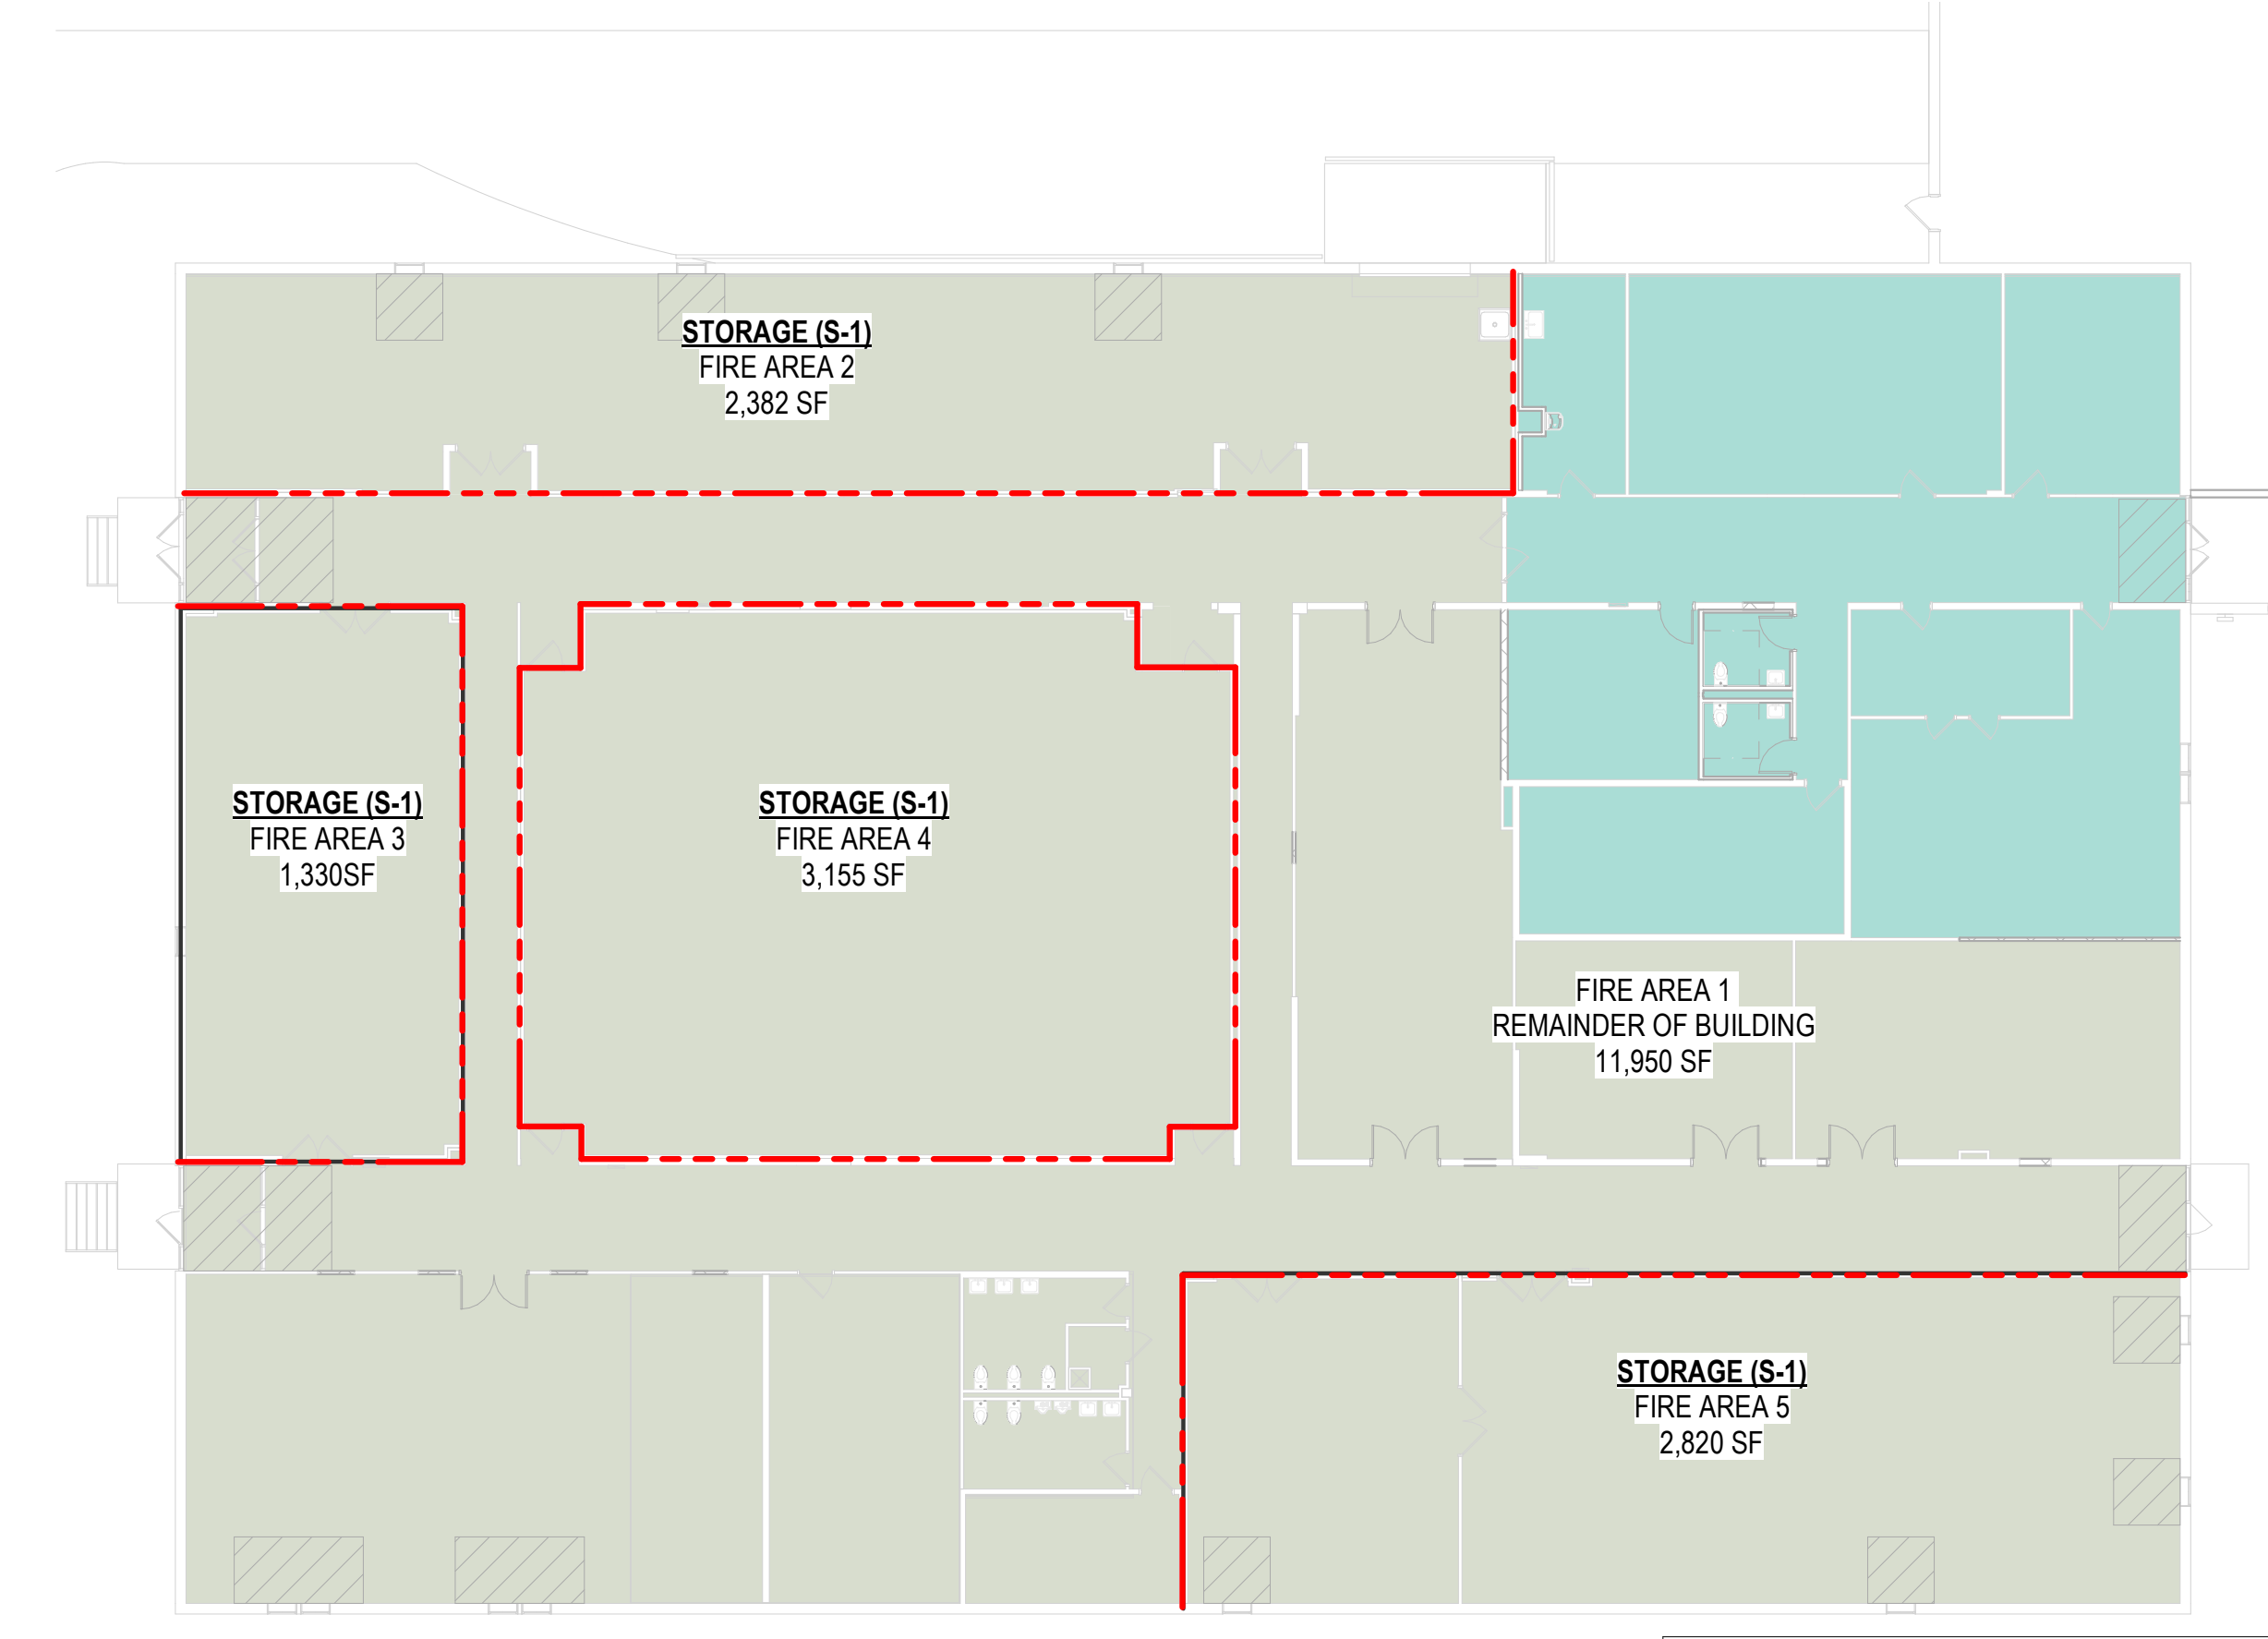 STORAGE (S-1)
FIRE AREA 2
2,382 SF
STORAGE (S-1)
FIRE AREA 3
1,330SF
STORAGE (S-1)
FIRE AREA 4
3,155 SF
FIRE AREA 1
REMAINDER OF BUILDING
11,950 SF
STORAGE (S-1)
FIRE AREA 5
2,820 SF